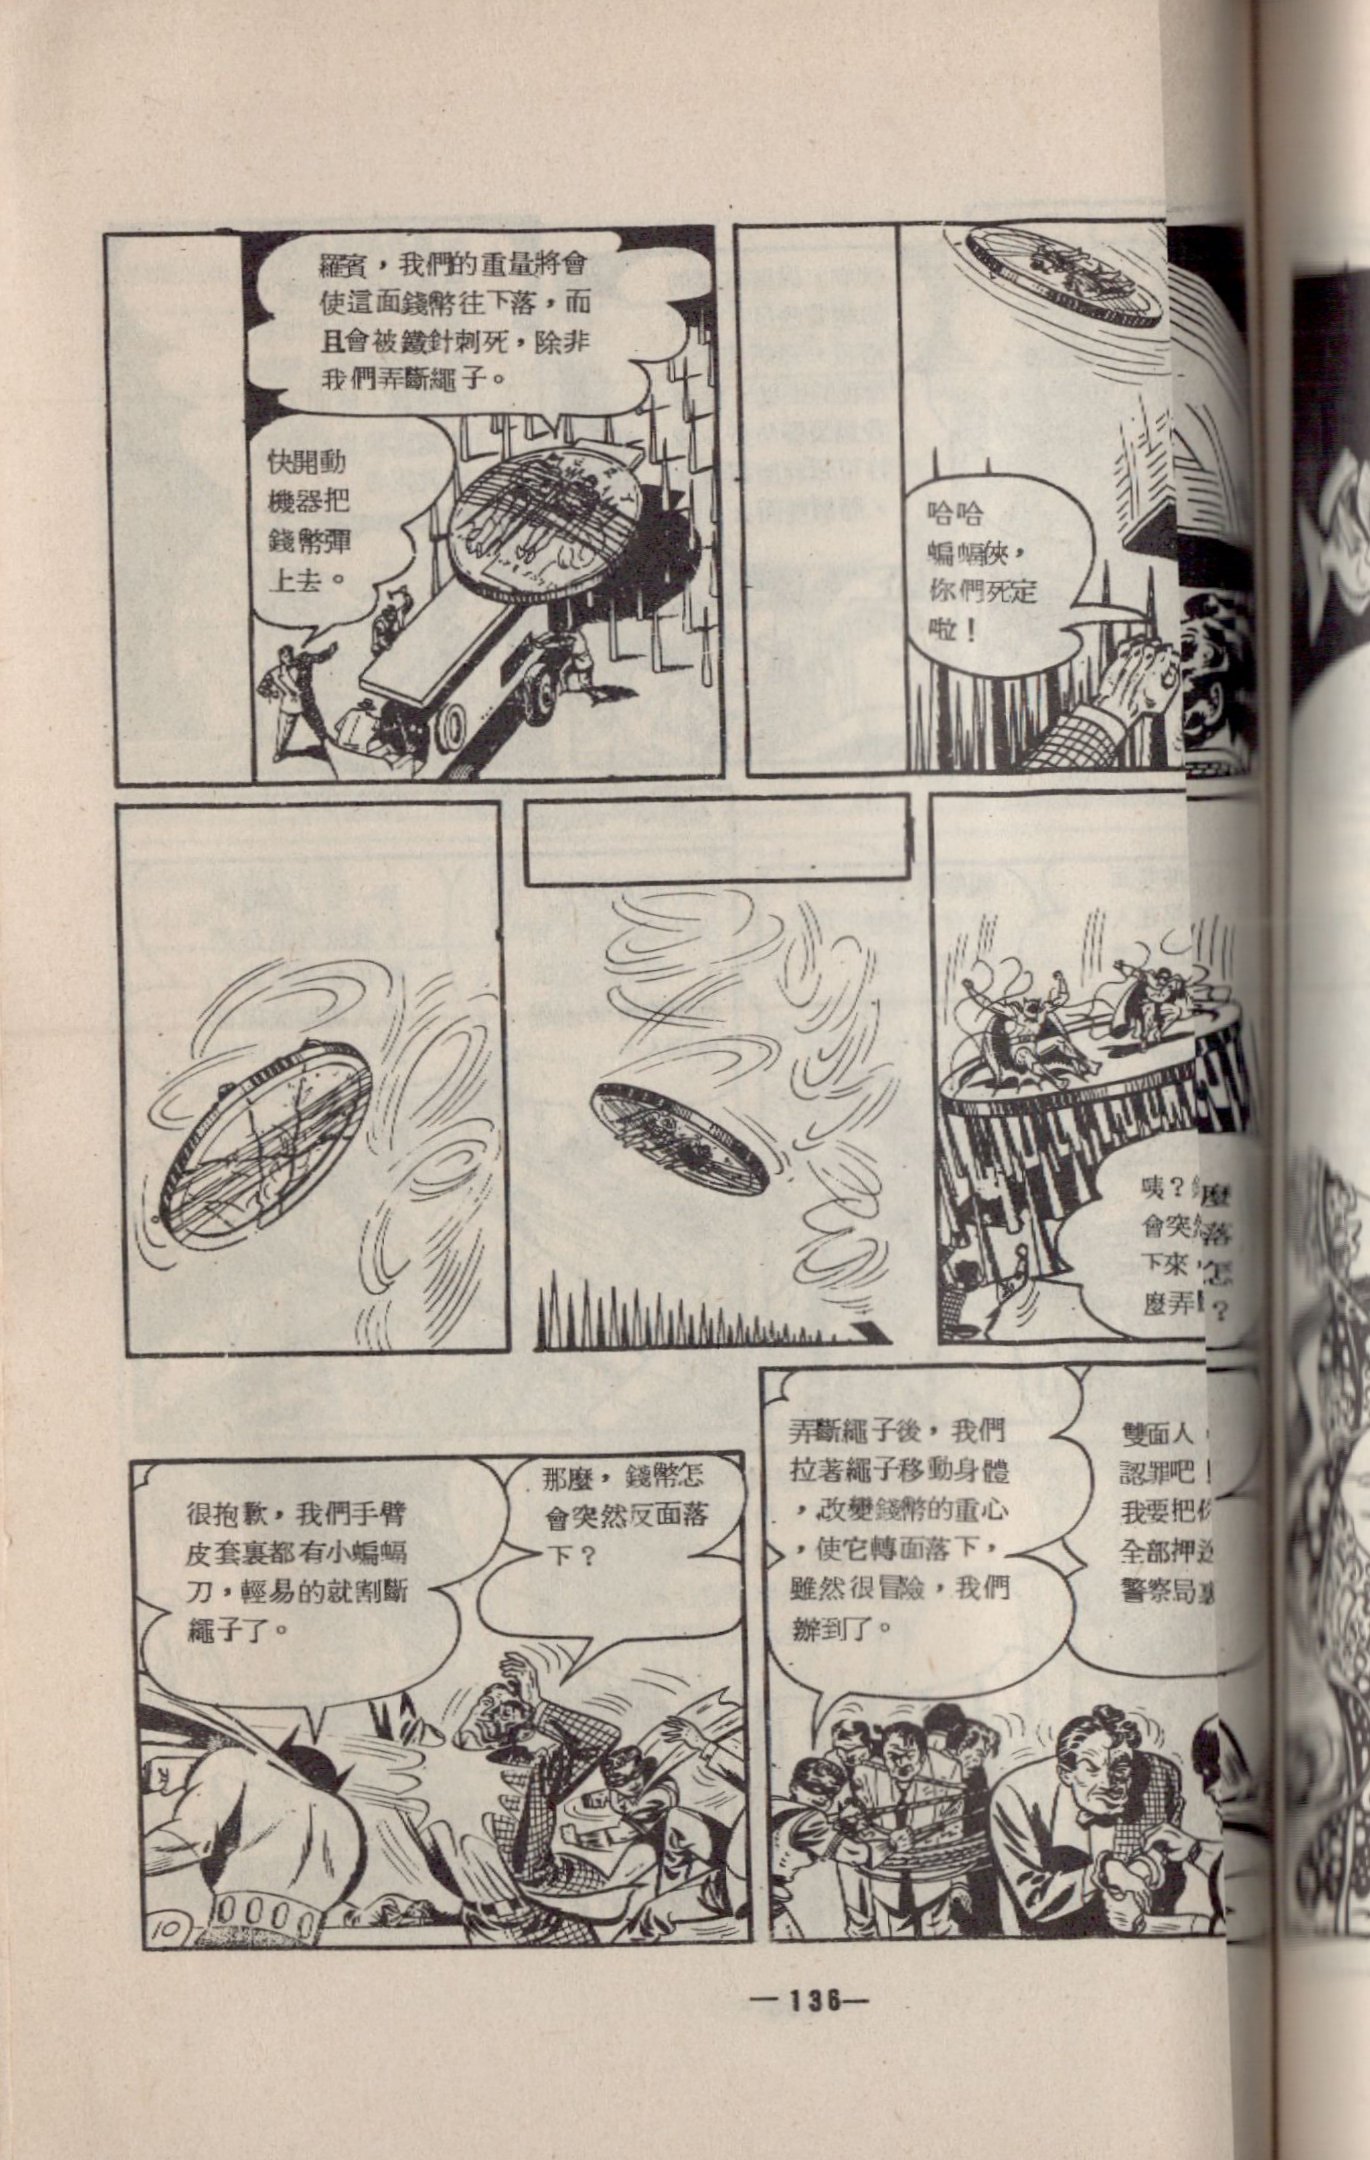 羅賓,我們的重量將會
使這面錢幣往下落,而
且會被鐵針刺死,除非
我們弄斷繩子。
快開動
機器把
錢幣彈
上去。
哈哈
蝙蝠俠,
你們死定
啦!
咦?
會突
下來,怎
麼弄?
很抱歉,我們手臂
皮套裏都有小蝙蝠
刀,輕易的就割斷
繩子了。
那麼,錢幣怎
會突然反面落
下?
弄斷繩子後,我們
拉著繩子移動身體
,改變錢幣的重心
,使它轉面落下,
雖然很冒險,我們
辦到了。
雙面人,
認罪吧!
我要把
全部押
警察局
10
—136—